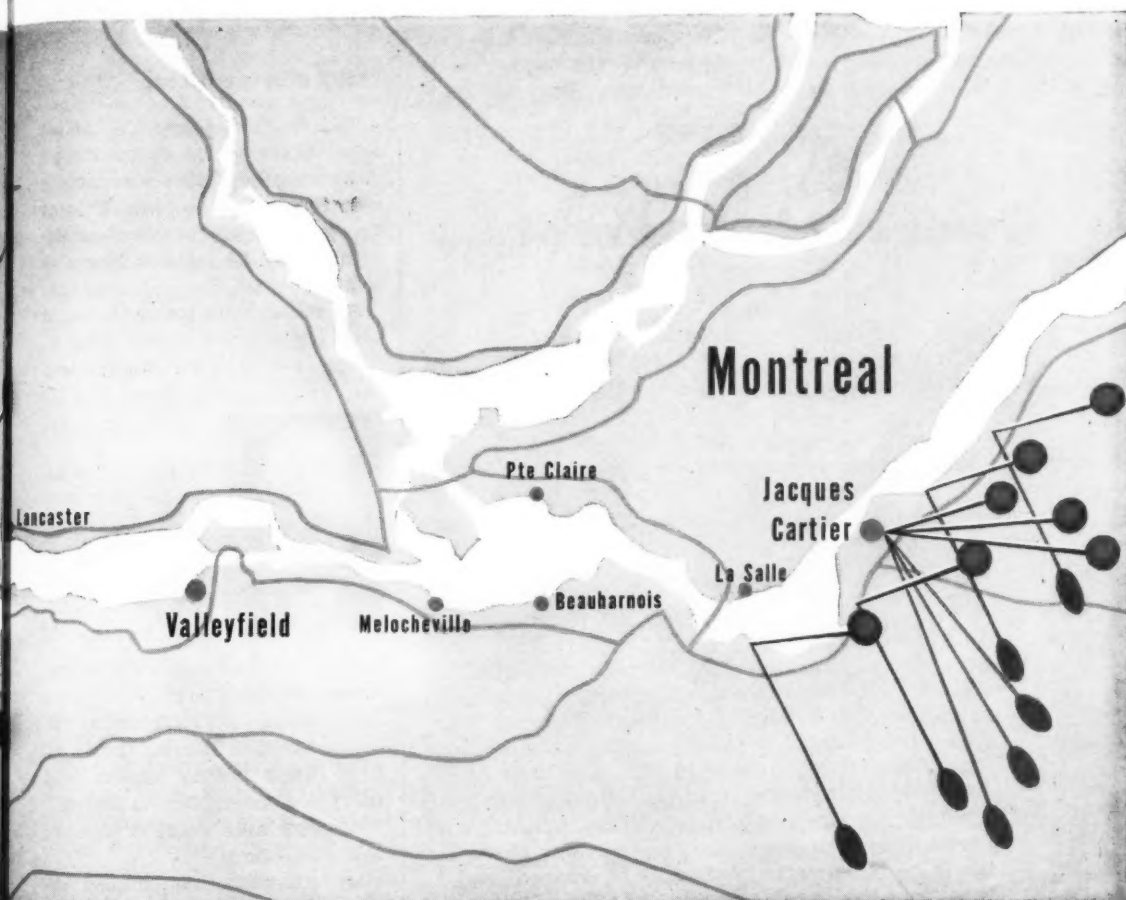 Montreal
Pte Claire
Jacques
Cartier
Lancaster
La Salle
Valleyfield
Melocheville
Beauharnois